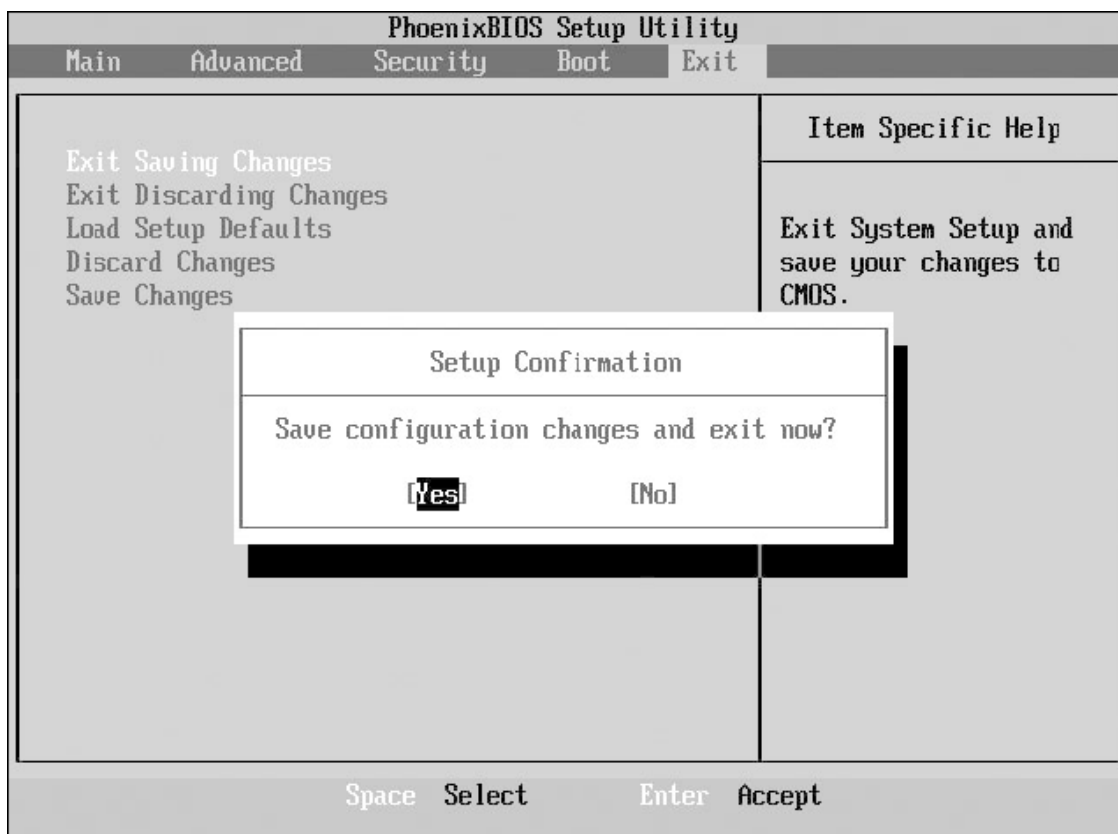 PhoenixBIOS Setup Utility
Main Advanced Security Boot Exit
Item Specific Help
Exit Saving Changes
Exit Discarding Changes
Load Setup Defaults
Discard Changes
Save Changes
Exit System Setup and
save your changes to
CMOS.
Setup Confirmation
Save configuration changes and exit now?
[Yes] [No]
Space Select Enter Accept